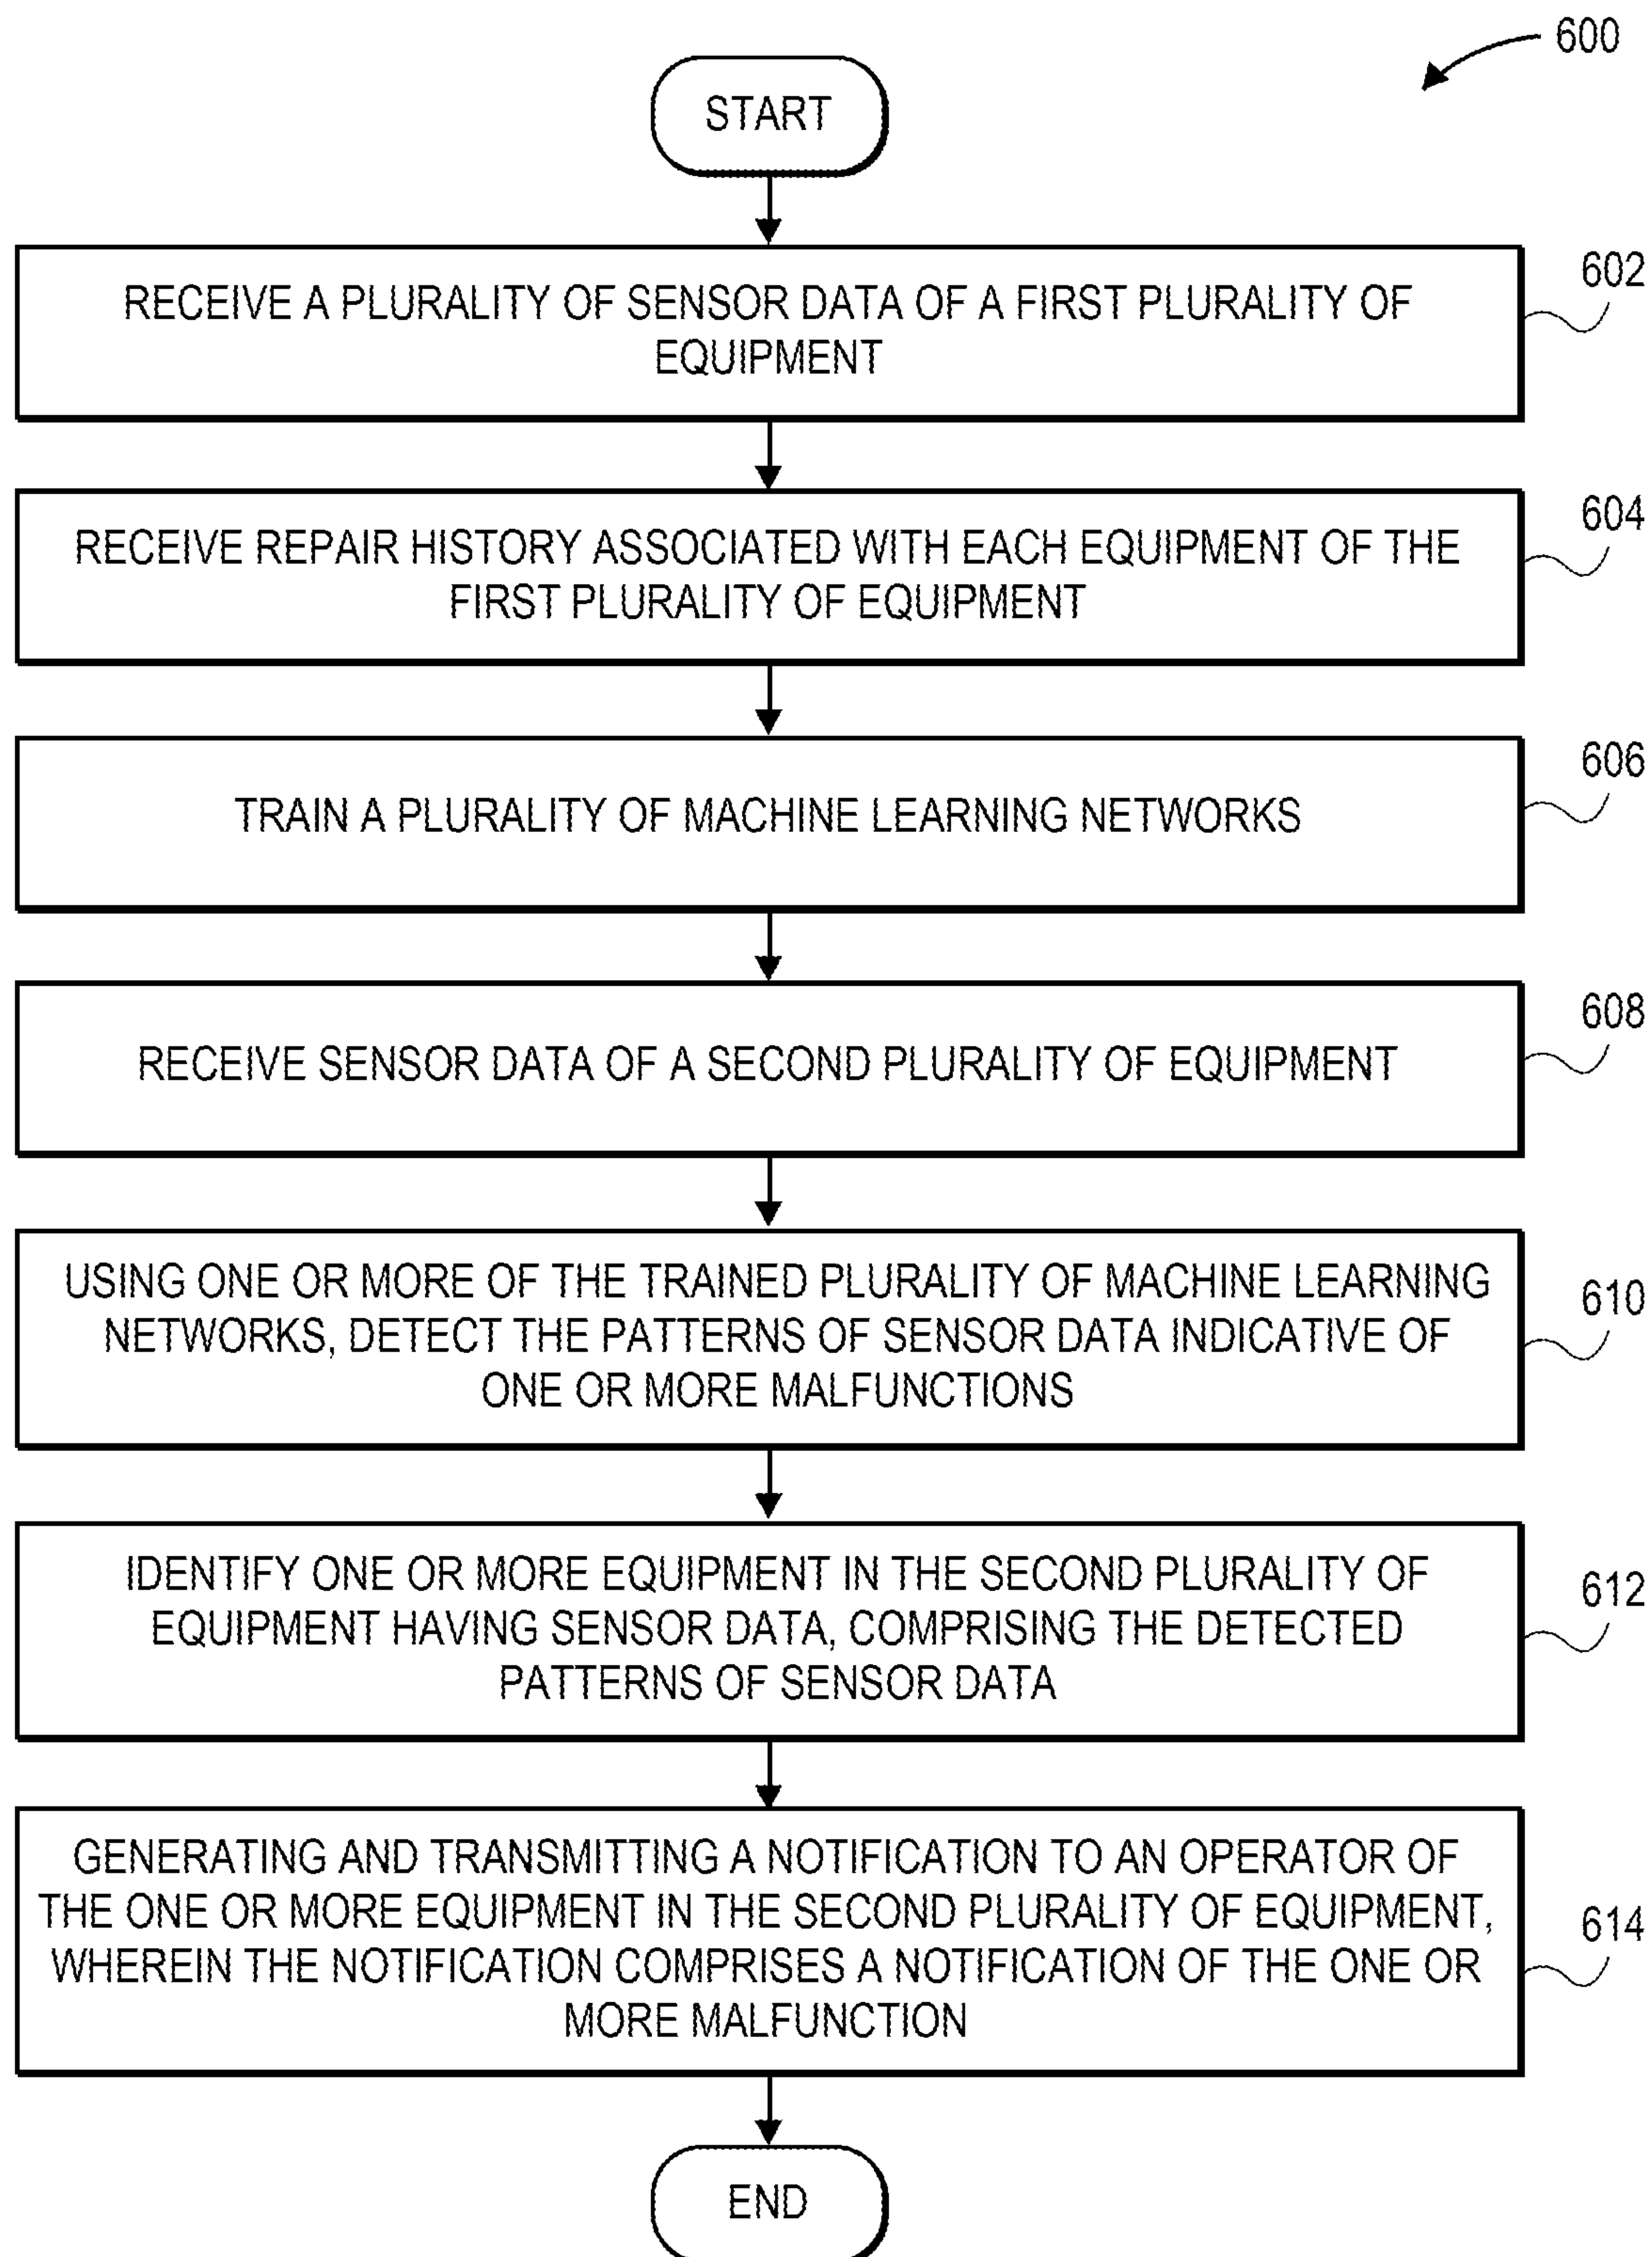 600
START
RECEIVE A PLURALITY OF SENSOR DATA OF A FIRST PLURALITY OF
EQUIPMENT
602
RECEIVE REPAIR HISTORY ASSOCIATED WITH EACH EQUIPMENT OF THE
FIRST PLURALITY OF EQUIPMENT
604
TRAIN A PLURALITY OF MACHINE LEARNING NETWORKS
606
RECEIVE SENSOR DATA OF A SECOND PLURALITY OF EQUIPMENT
608
USING ONE OR MORE OF THE TRAINED PLURALITY OF MACHINE LEARNING
NETWORKS, DETECT THE PATTERNS OF SENSOR DATA INDICATIVE OF
ONE OR MORE MALFUNCTIONS
610
IDENTIFY ONE OR MORE EQUIPMENT IN THE SECOND PLURALITY OF
EQUIPMENT HAVING SENSOR DATA, COMPRISING THE DETECTED
PATTERNS OF SENSOR DATA
612
GENERATING AND TRANSMITTING A NOTIFICATION TO AN OPERATOR OF
THE ONE OR MORE EQUIPMENT IN THE SECOND PLURALITY OF EQUIPMENT,
WHEREIN THE NOTIFICATION COMPRISES A NOTIFICATION OF THE ONE OR
MORE MALFUNCTION
614
END